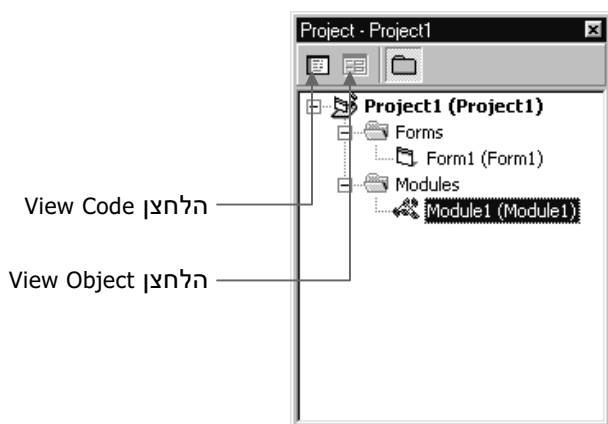 Project - Project1
Project1 (Project1)
Forms
Form1 (Form1)
Modules
Module1 (Module1)
הלחצן View Code
הלחצן View Object